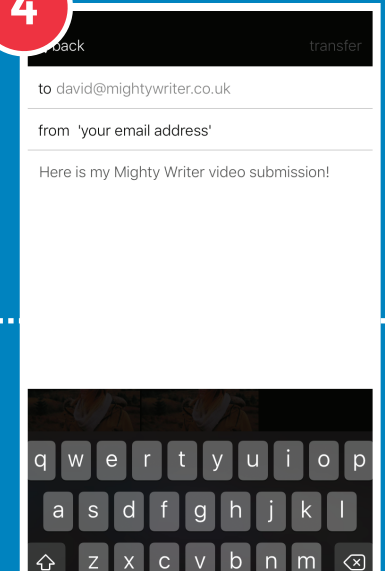 4
back transfer
to david@mightywriter.co.uk
from 'your email address'
Here is my Mighty Writer video submission!
q w e r t y u i o p
a s d f g h j k l
z x c v b n m